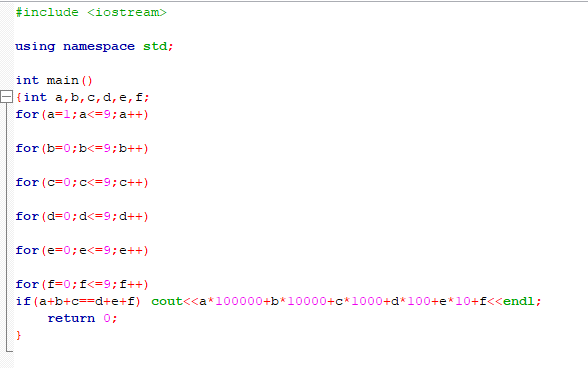 #include <iostream>
using namespace std;
int main()
{int a,b,c,d,e,f;
for(a=1;a<=9;a++)
for(b=0;b<=9;b++)
for(c=0;c<=9;c++)
for(d=0;d<=9;d++)
for(e=0;e<=9;e++)
for(f=0;f<=9;f++)
if(a+b+c==d+e+f) cout<<a*100000+b*10000+c*1000+d*100+e*10+f<<endl;
return 0;
}